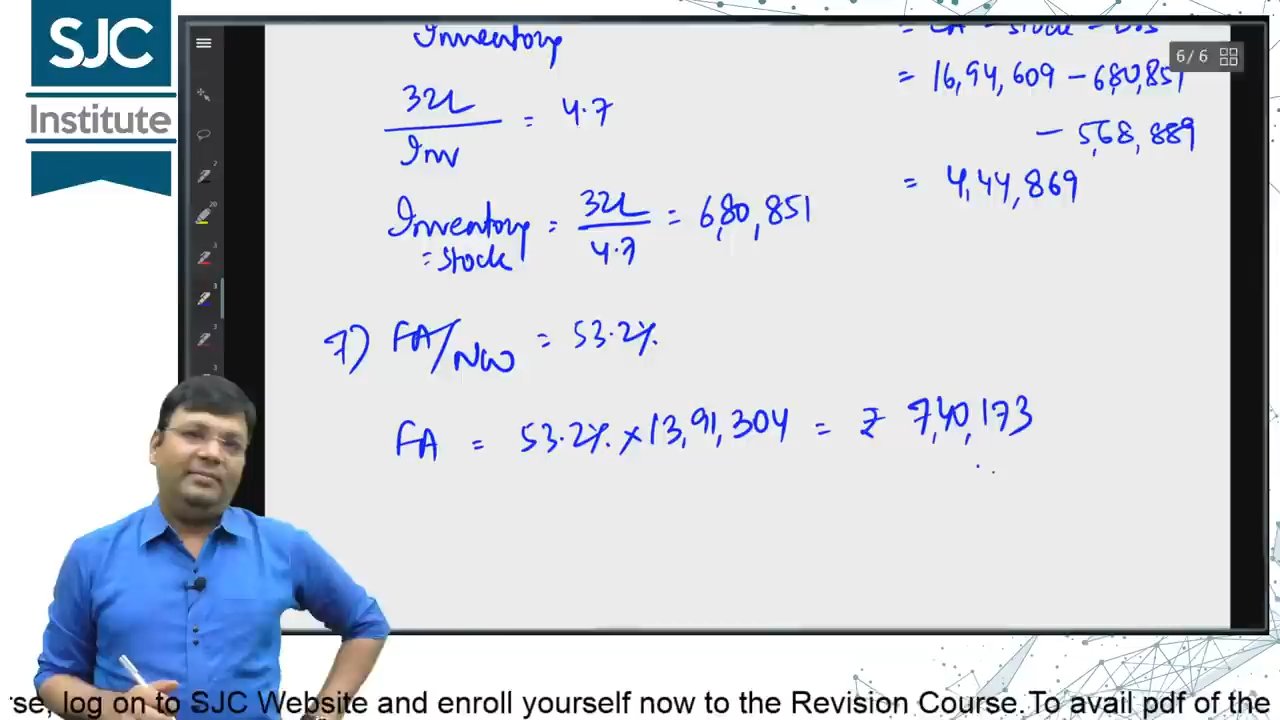 SJC
Institute
Inventory
32L / Inv = 4.7
Inventory = 32L / 4.7 = 6,80,851
= Stock
= CA - Stock -
= 16,94,609 - 6,80,851
- 5,68,889
= 4,44,869
6 / 6
7) FA/NW = 53.2%
FA = 53.2% × 13,91,304 = ₹ 7,40,173
se, log on to SJC Website and enroll yourself now to the Revision Course. To avail pdf of the